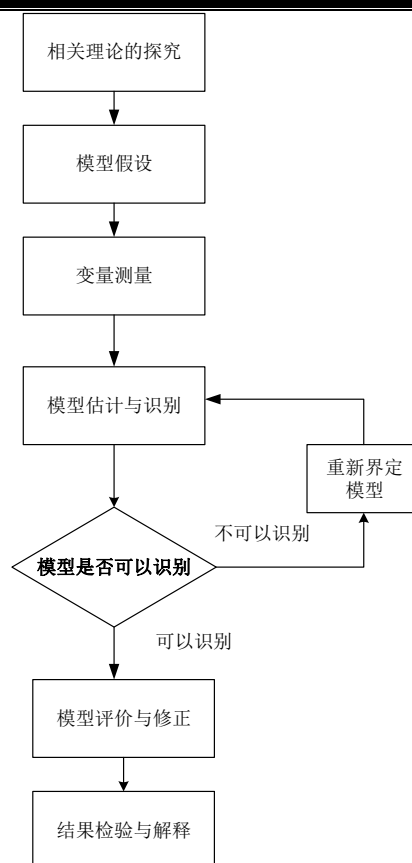 相关理论的探究
模型假设
变量测量
模型估计与识别
重新界定
模型
不可以识别
模型是否可以识别
可以识别
模型评价与修正
结果检验与解释